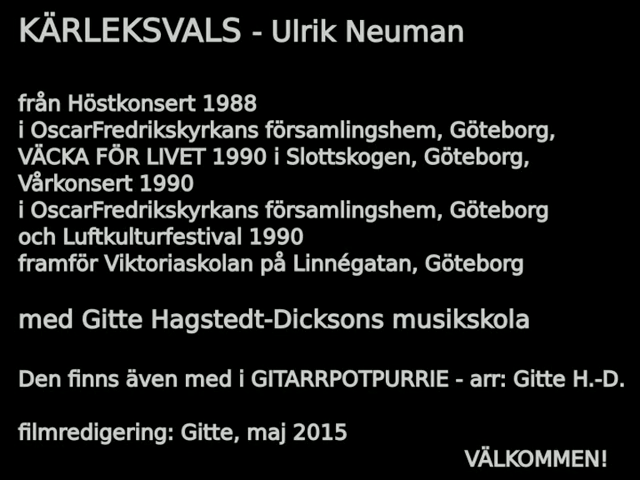 KÄRLEKSVALS - Ulrik Neuman
från Höstkonsert 1988
i OscarFredrikskyrkans församlingshem, Göteborg,
VÄCKA FÖR LIVET 1990 i Slottskogen, Göteborg,
Vårkonsert 1990
i OscarFredrikskyrkans församlingshem, Göteborg
och Luftkulturfestival 1990
framför Viktoriaskolan på Linnégatan, Göteborg
med Gitte Hagstedt-Dicksons musikskola
Den finns även med i GITARRPOTPURRIE - arr: Gitte H.-D.
filmredigering: Gitte, maj 2015
VÄLKOMMEN!